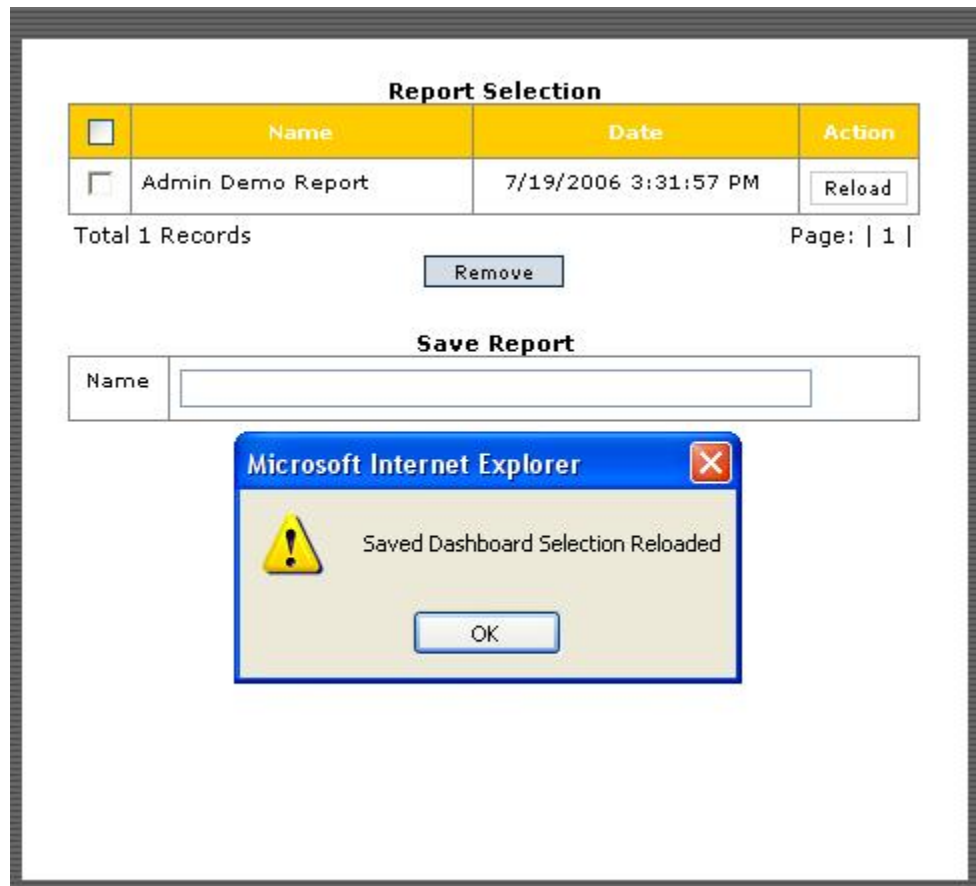 Report Selection
Name Date Action
Admin Demo Report 7/19/2006 3:31:57 PM Reload
Total 1 Records Page: | 1 |
Remove
Save Report
Name
Microsoft Internet Explorer
Saved Dashboard Selection Reloaded
OK